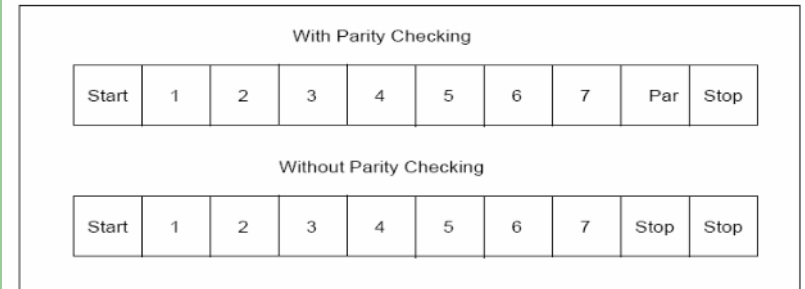 With Parity Checking
Start 1 2 3 4 5 6 7 Par Stop
Without Parity Checking
Start 1 2 3 4 5 6 7 Stop Stop